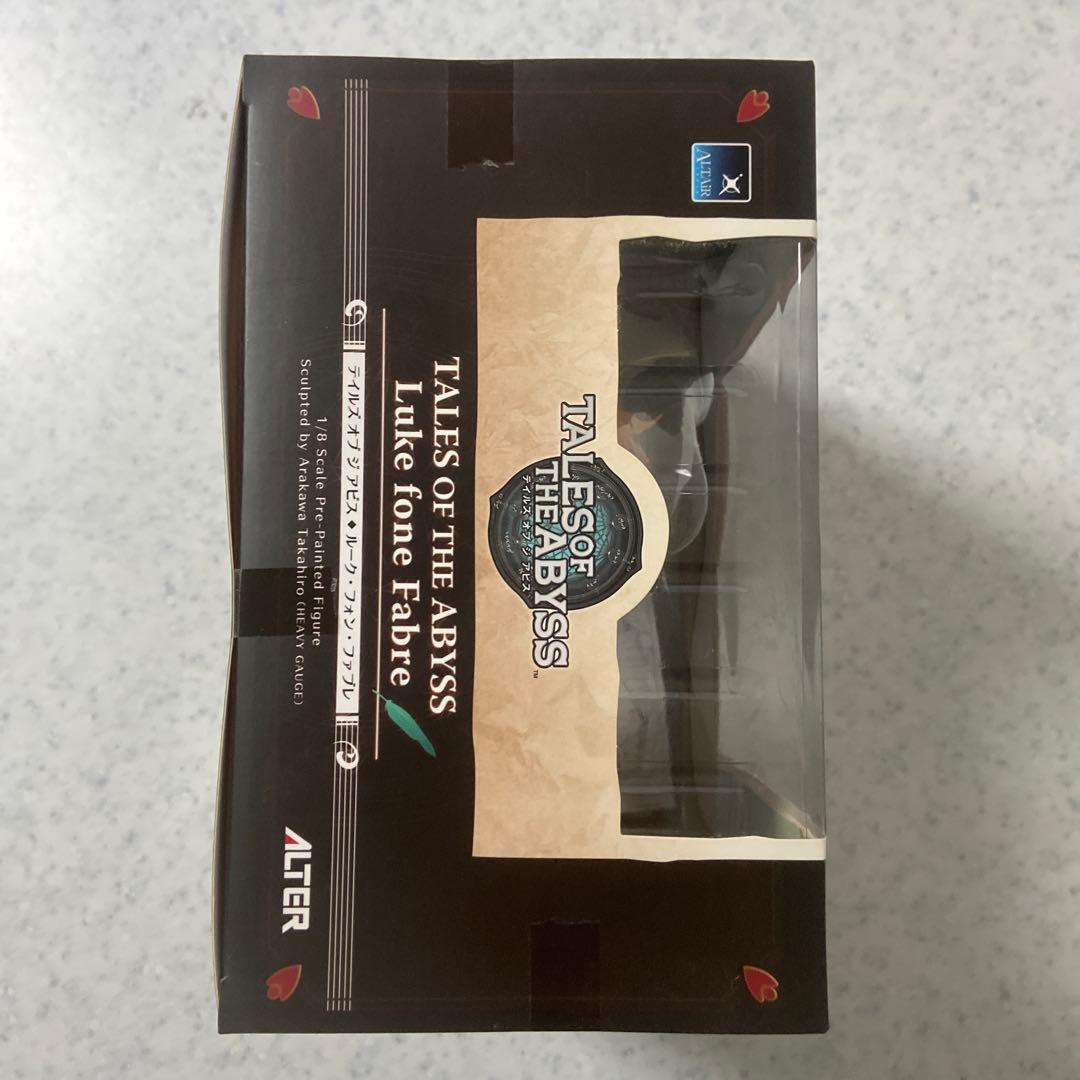 ALTAiR
TALES OF
THE ABYSS
テイルズ オブ ジ アビス
TM
TALES OF THE ABYSS
Luke fone Fabre
テイルズ オブ ジ アビス◆ルーク・フォン・ファブレ
1/8 Scale Pre-Painted Figure
Sculpted by Arakawa Takahiro (HEAVY GAUGE)
ALTER